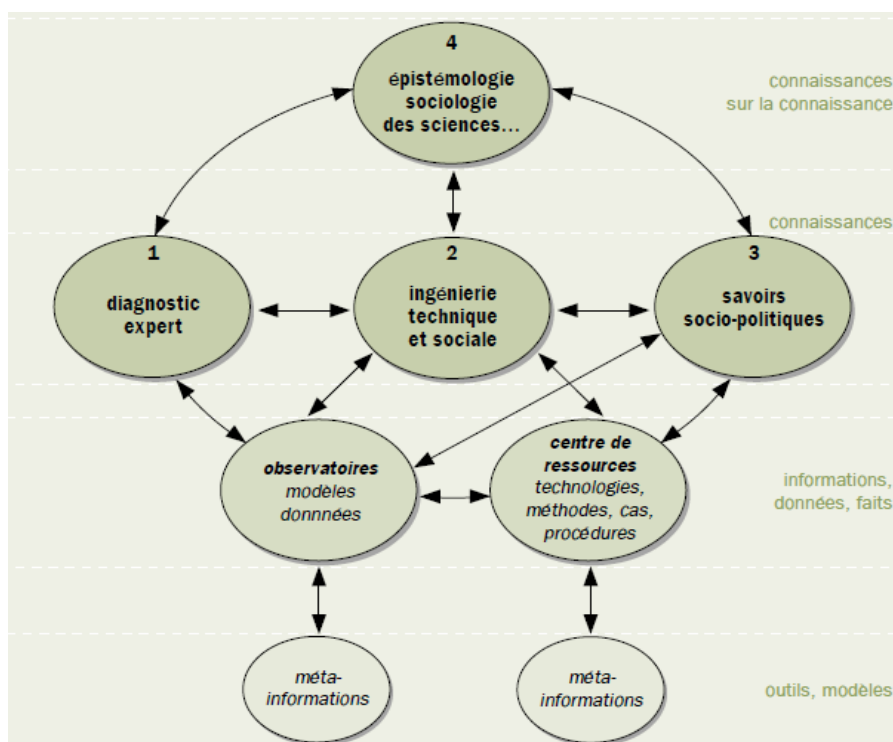 4
épistémologie
sociologie
des sciences...
connaissances
sur la connaissance
connaissances
1
diagnostic
expert
2
ingénierie
technique
et sociale
3
savoirs
socio-politiques
observatoires
modèles
donnnées
centre de
ressources
technologies,
méthodes, cas,
procédures
informations,
données, faits
méta-
informations
méta-
informations
outils, modèles